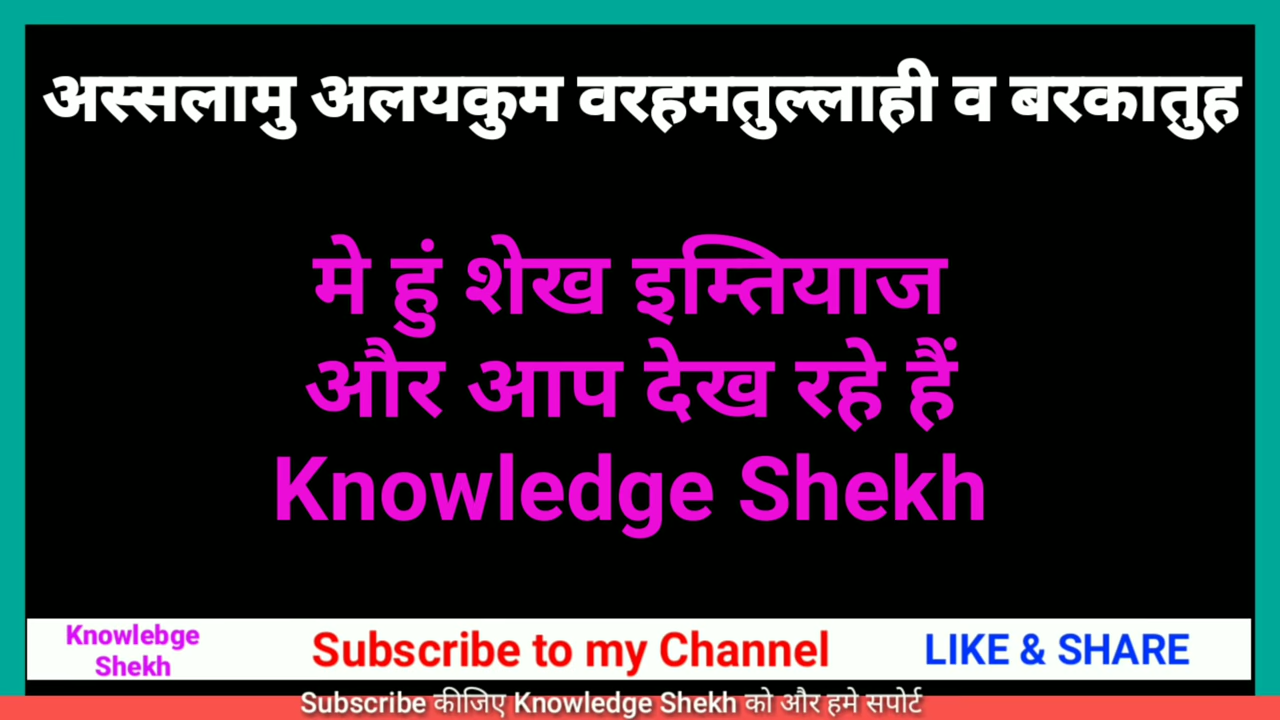 अस्सलामु अलयकुम वरहमतुल्लाही व बरकातुह
मे हुं शेख इम्तियाज
और आप देख रहे हैं
Knowledge Shekh
Knowlebge
Shekh
Subscribe to my Channel
LIKE & SHARE
Subscribe कीजिए Knowledge Shekh को और हमे सपोर्ट